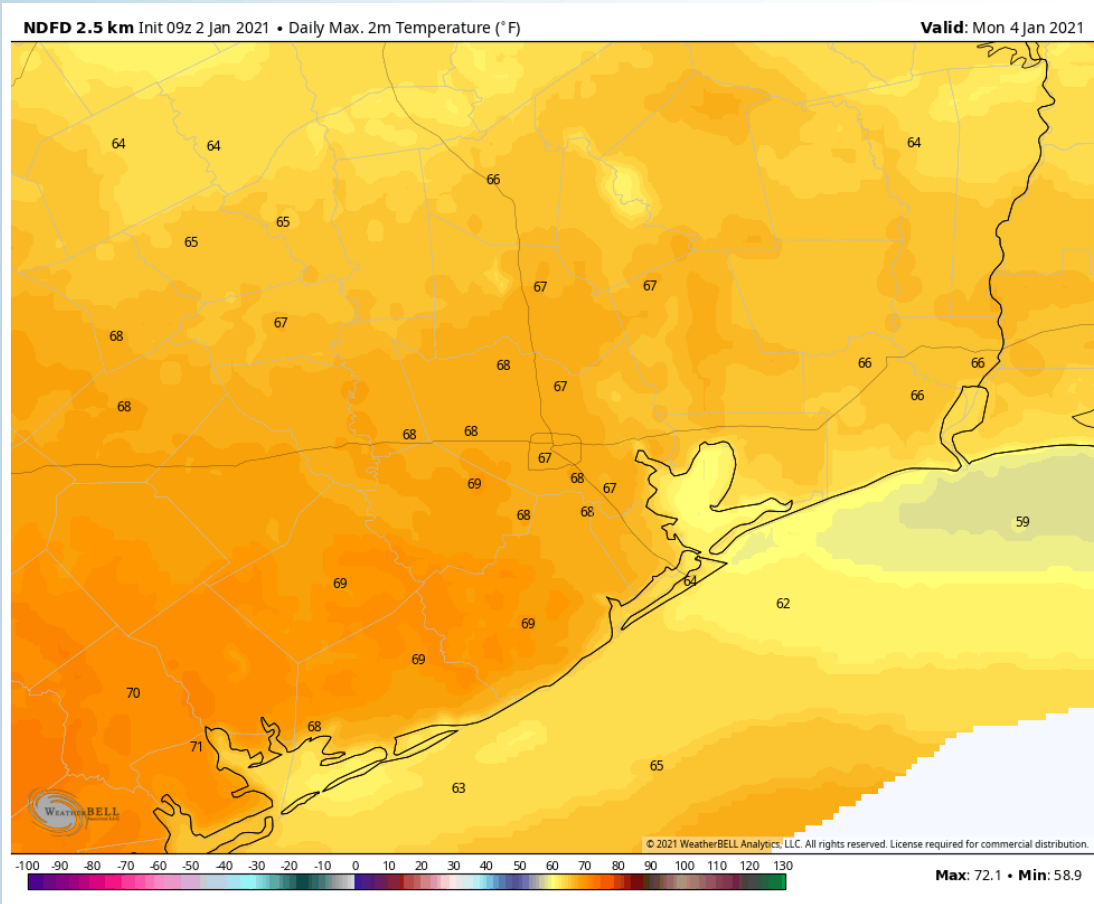 NDFD 2.5 km Init 09z 2 Jan 2021 • Daily Max. 2m Temperature (°F) Valid: Mon 4 Jan 2021
64 64 64
66
65
65
67 67
67
68
68 66 66
67 66
68
68 68
67
69 68 67
68 68
59
69 64
62
69
69
70
68
71
65
63
WEATHERBELL
© 2021 WeatherBELL Analytics, LLC. All rights reserved. License required for commercial distribution.
-100 -90 -80 -70 -60 -50 -40 -30 -20 -10 0 10 20 30 40 50 60 70 80 90 100 110 120 130
Max: 72.1 • Min: 58.9